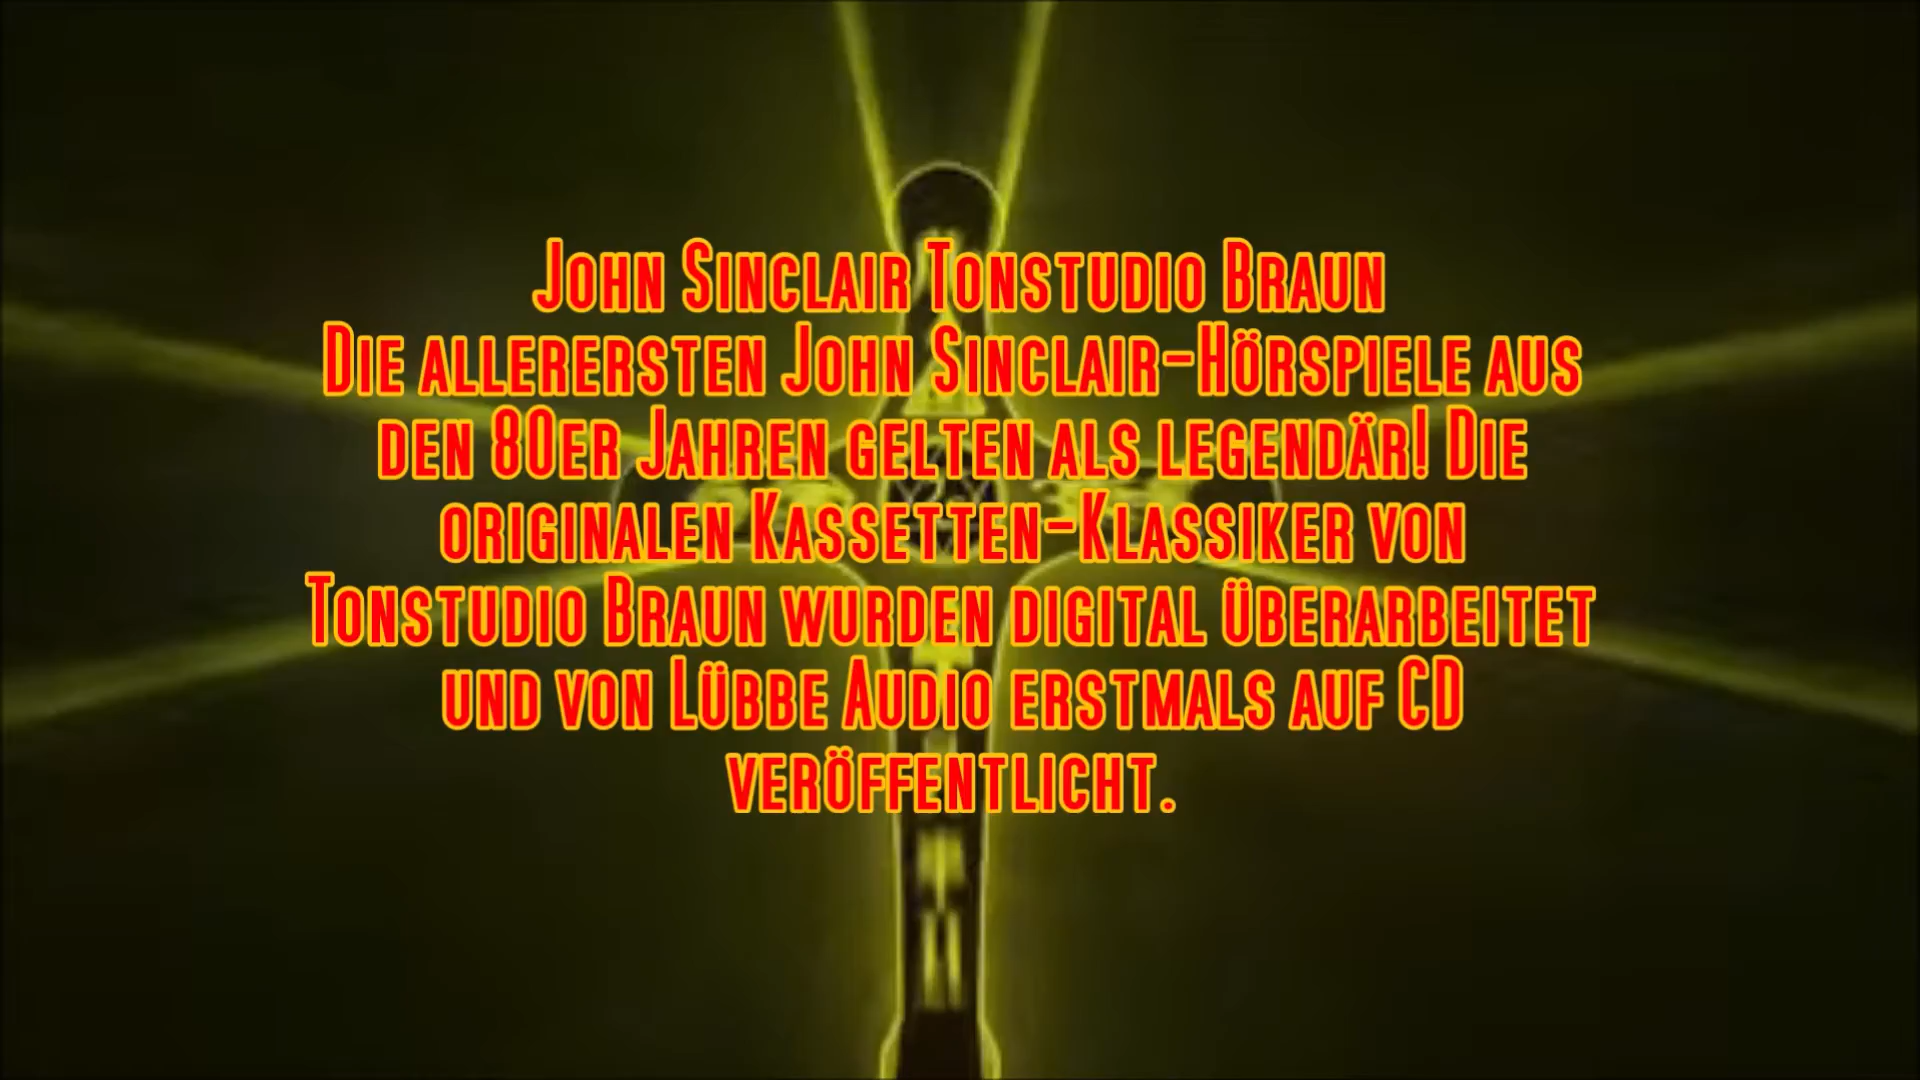 John Sinclair Tonstudio Braun
Die allerersten John Sinclair-Hörspiele aus
den 80er Jahren gelten als legendär! Die
originalen Kassetten-Klassiker von
Tonstudio Braun wurden digital überarbeitet
und von Lübbe Audio erstmals auf CD
veröffentlicht.